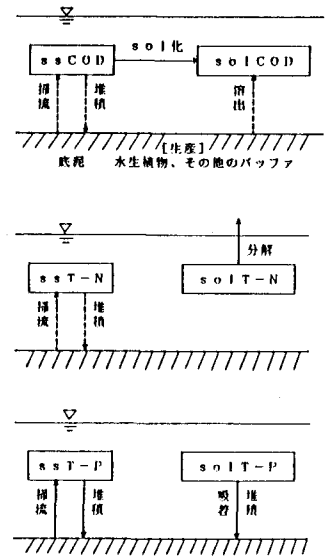 sol化
ssCOD
solCOD
掃流
堆積
溶出
[生産]
底泥 水生植物、その他のバッファ
分解
ssT-N
solT-N
掃流
堆積
ssT-P
solT-P
掃流
堆積
吸着
堆積